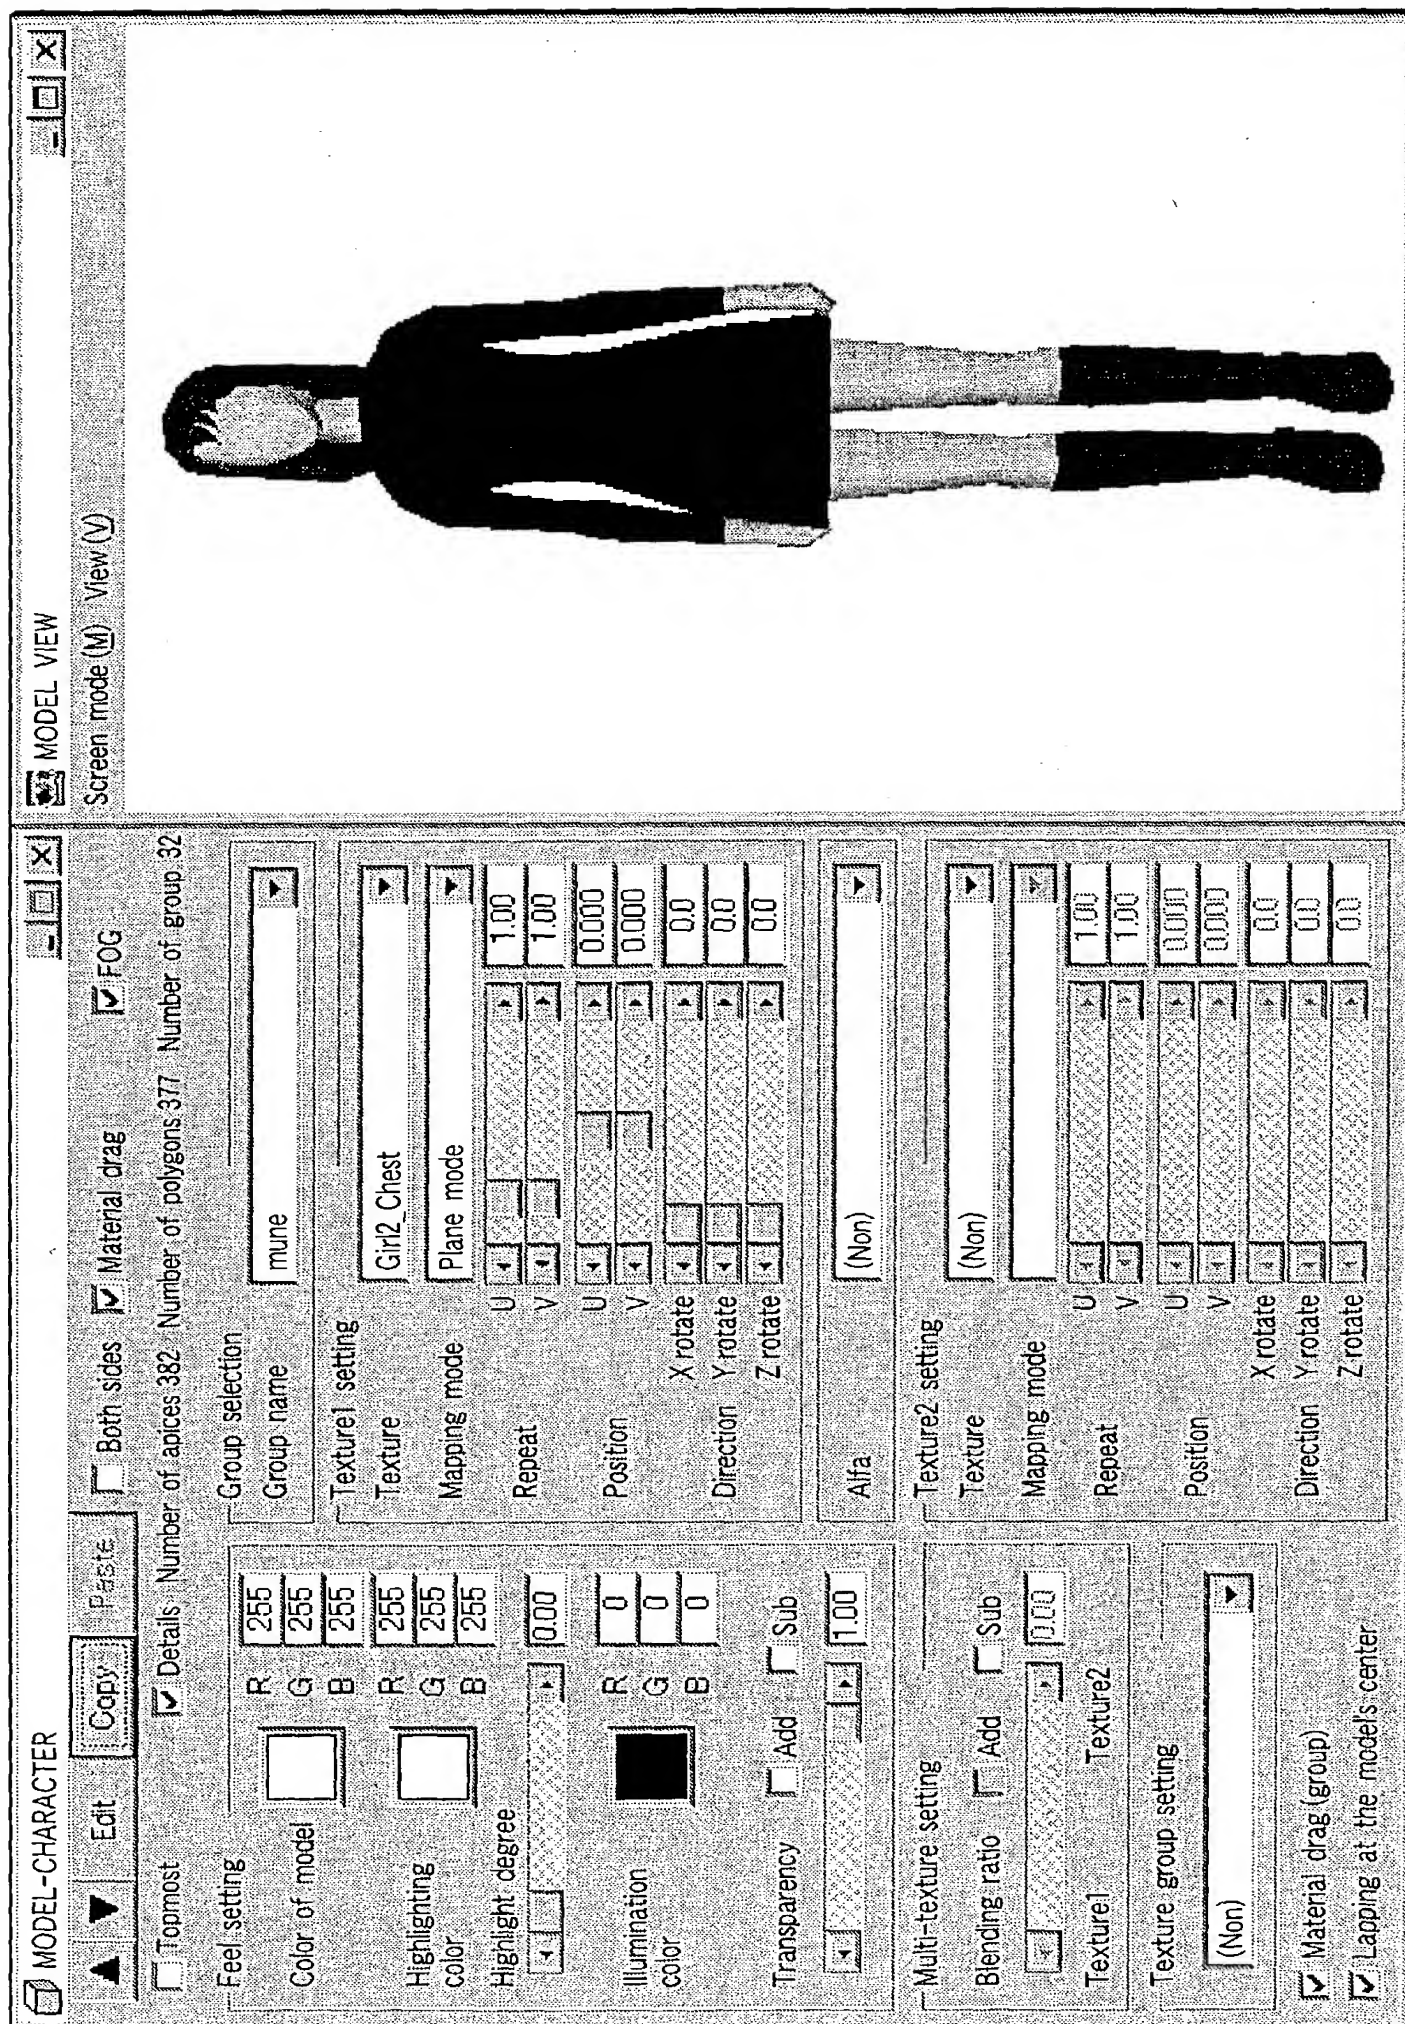 MODEL-CHARACTER
Edit Copy Paste
Both sides Material drag FOG
Topmost Details Number of apices 382 Number of polygons 377 Number of group 32
Feel setting
Color of model R 255
G 255
B 255
Highlighting color R 255
G 255
B 255
Highlight degree
0.00
Illumination color R 0
G 0
B 0
Transparency Add Sub
1.00
Multi-texture setting
Blending ratio Add Sub
0.00
Texture1 Texture2
Texture group setting
(Non)
Material drag (group)
Lapping at the model's center
Group selection
Group name mune
Texture1 setting
Texture Girl2_Chest
Mapping mode Plane mode
Repeat U 1.00
V 1.00
Position U 0.000
V 0.000
Direction X rotate 0.0
Y rotate 0.0
Z rotate 0.0
Alfa (Non)
Texture2 setting
Texture (Non)
Mapping mode
Repeat U 1.00
V 1.00
Position U 0.000
V 0.000
Direction X rotate 0.0
Y rotate 0.0
Z rotate 0.0
MODEL VIEW
Screen mode (M) View (V)